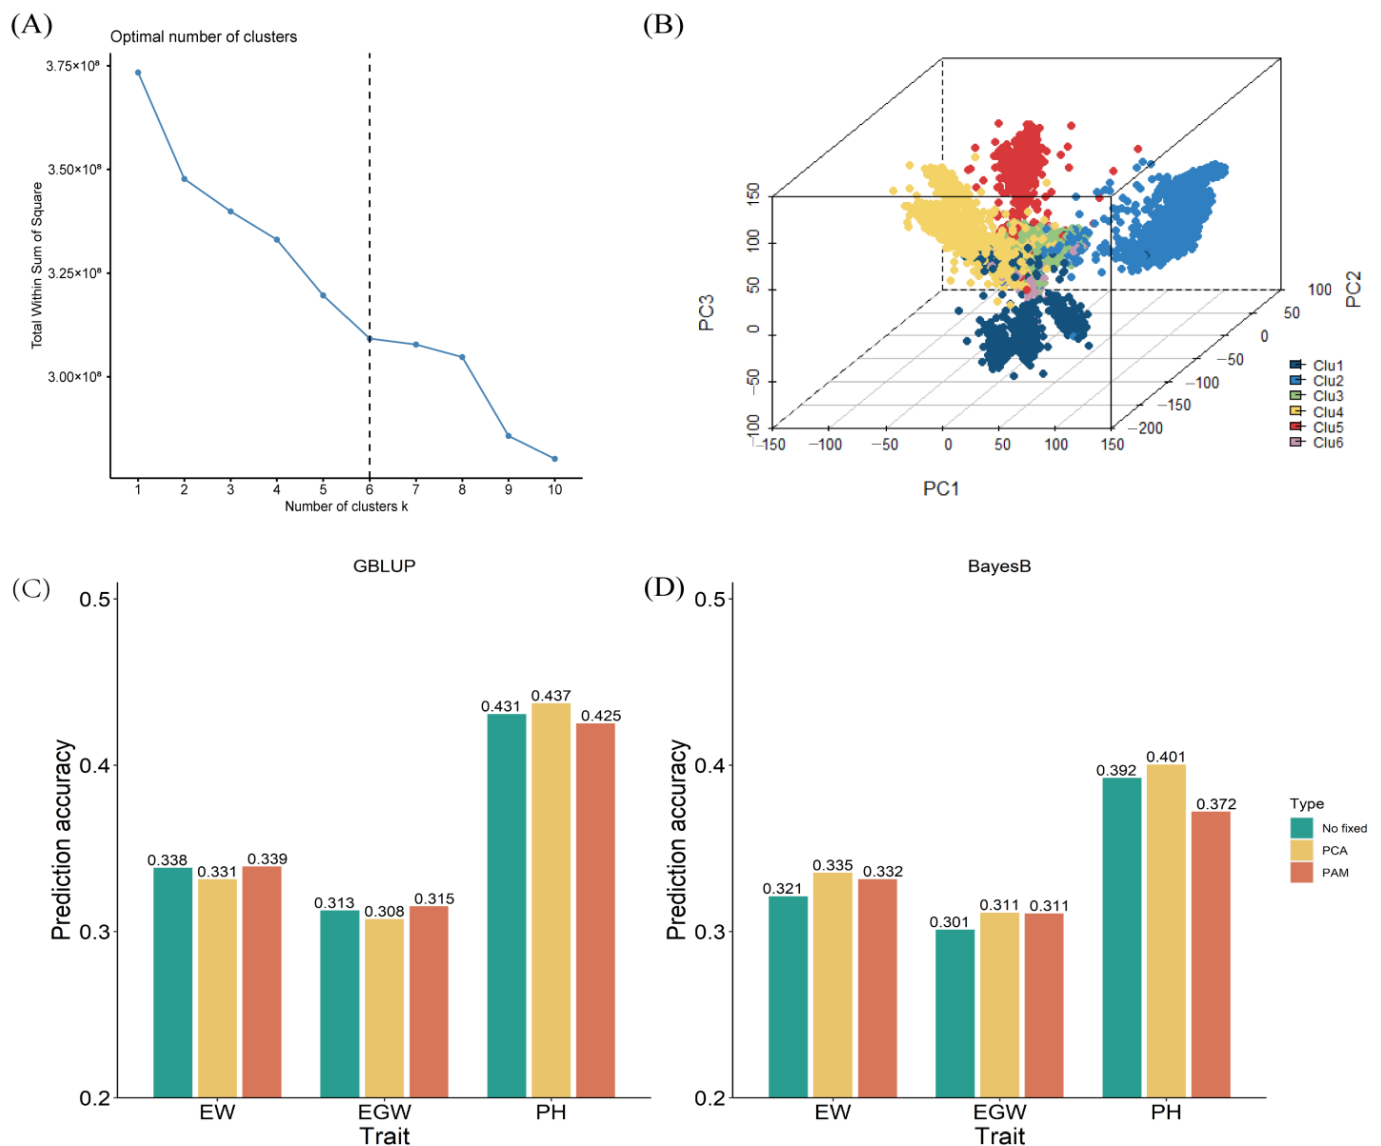 (A)
Optimal number of clusters
3.75×10⁸
3.50×10⁸
3.25×10⁸
3.00×10⁸
Total Within Sum of Square
1 2 3 4 5 6 7 8 9 10
Number of clusters k
(B)
150
100
50
0
−50
−100
PC3
−150 −100 −50 0 50 100 150
PC1
100
50
0
−50
−100
−150
−200
PC2
Clu1
Clu2
Clu3
Clu4
Clu5
Clu6
(C)
GBLUP
0.5
0.4
0.3
0.2
Prediction accuracy
0.338 0.331 0.339
0.313 0.308 0.315
0.431 0.437 0.425
EW EGW PH
Trait
(D)
BayesB
0.5
0.4
0.3
0.2
Prediction accuracy
0.321 0.335 0.332
0.301 0.311 0.311
0.392 0.401 0.372
EW EGW PH
Trait
Type
No fixed
PCA
PAM